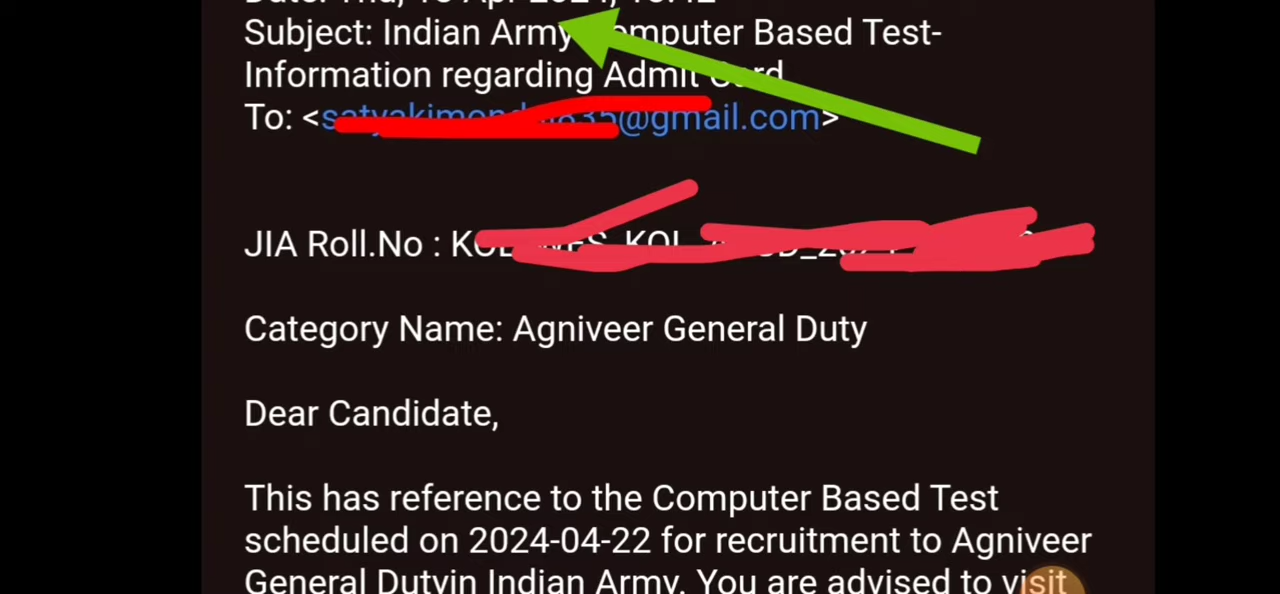 Subject: Indian Army Computer Based Test-
Information regarding Admit Card
To: < @gmail.com>
JIA Roll.No :
Category Name: Agniveer General Duty
Dear Candidate,
This has reference to the Computer Based Test
scheduled on 2024-04-22 for recruitment to Agniveer
General Dutyin Indian Army. You are advised to visit